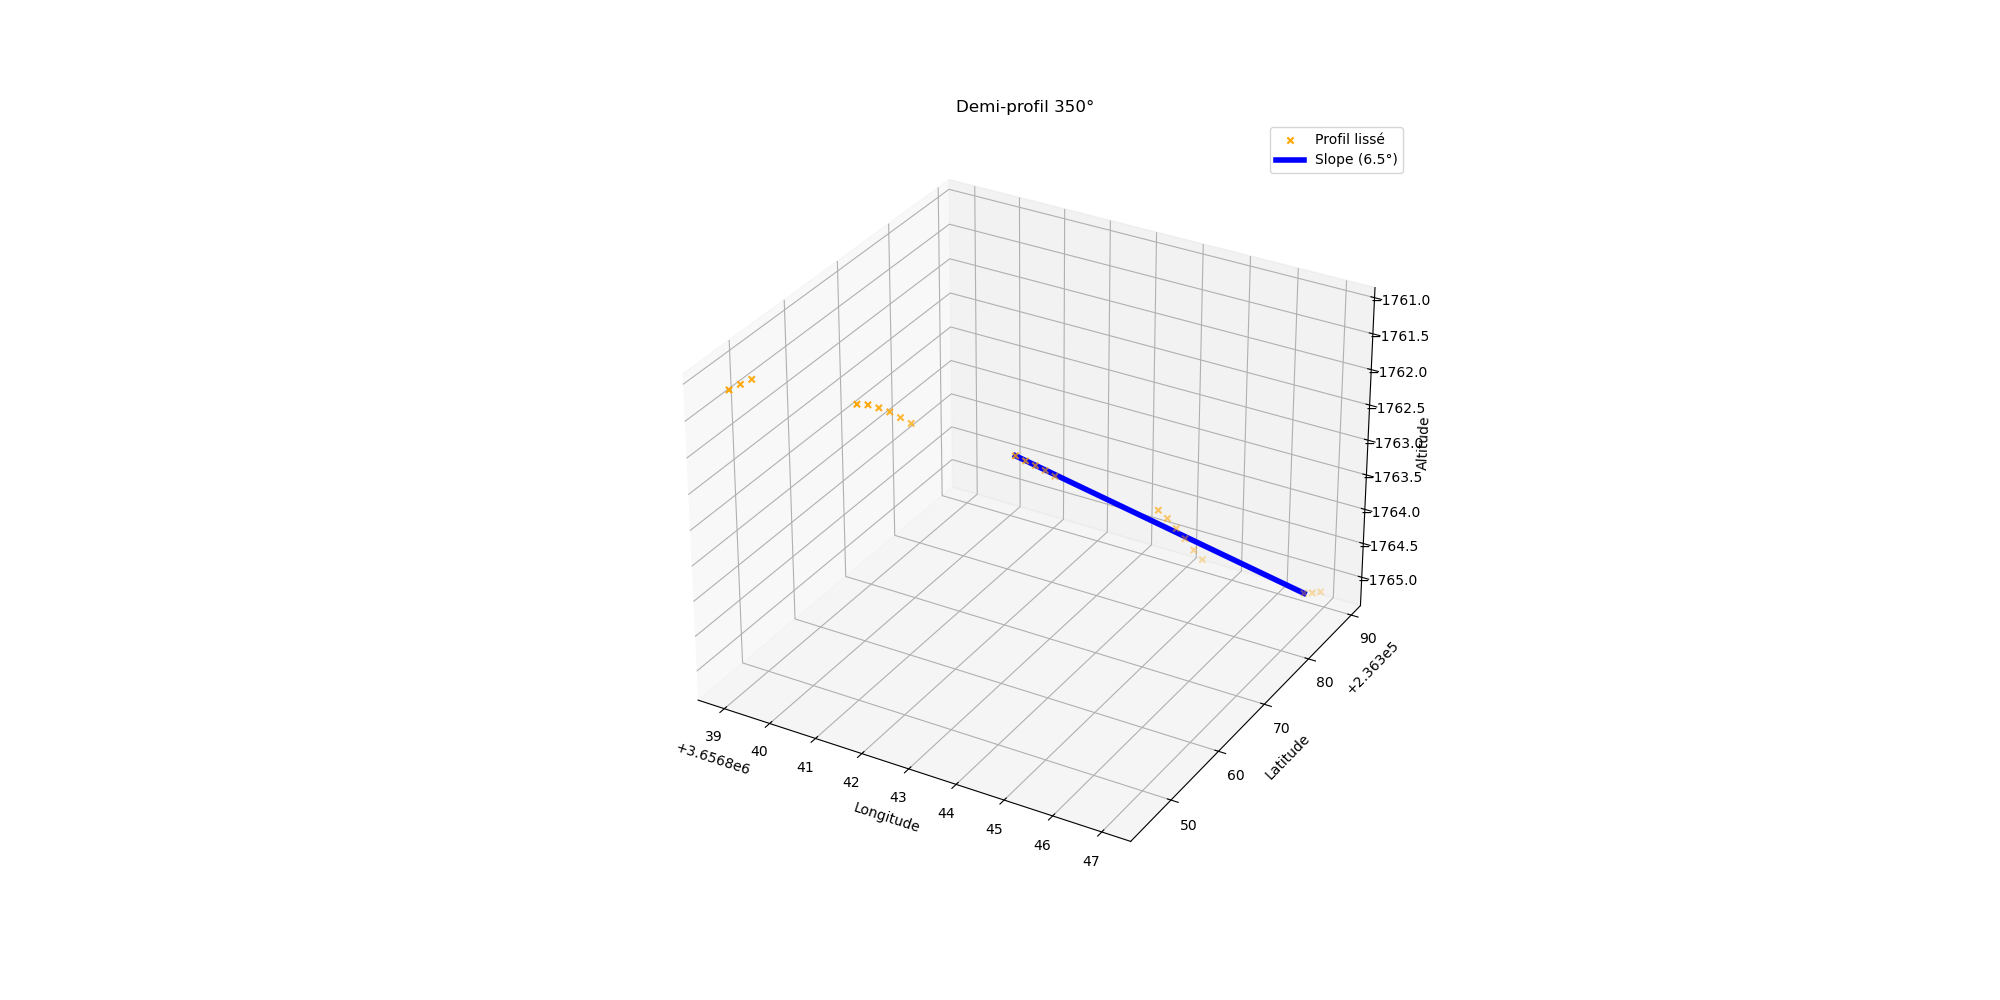 Demi-profil 350°
Profil lissé
Slope (6.5°)
−1761.0
−1761.5
−1762.0
−1762.5
−1763.0
−1763.5
−1764.0
−1764.5
−1765.0
Altitude
90
80
70
60
50
+2.363e5
Latitude
39
40
41
42
43
44
45
46
47
+3.6568e6
Longitude